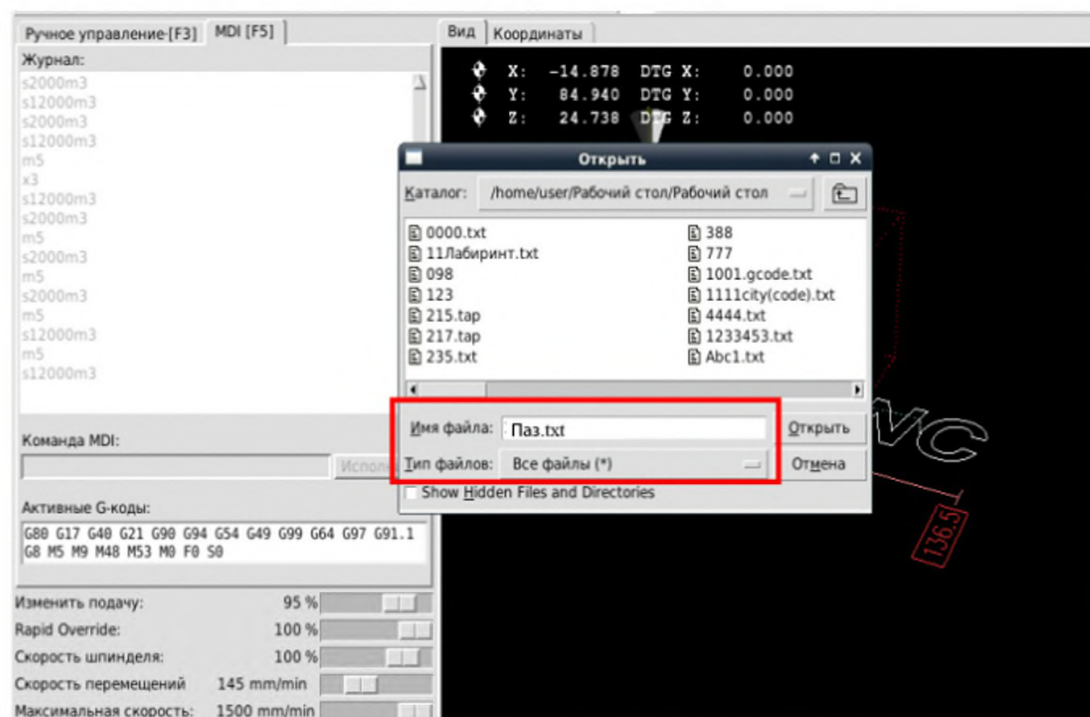 Ручное управление-[F3] MDI [F5]
Вид Координаты
Журнал:
s2000m3
s12000m3
s2000m3
s12000m3
m5
x3
s12000m3
s2000m3
m5
s2000m3
m5
s2000m3
m5
s12000m3
m5
s12000m3
Команда MDI:
Активные G-коды:
G80 G17 G40 G21 G90 G94 G54 G49 G99 G64 G97 G91.1
G8 M5 M9 M48 M53 M0 F0 S0
Изменить подачу: 95 %
Rapid Override: 100 %
Скорость шпинделя: 100 %
Скорость перемещений 145 mm/min
Максимальная скорость: 1500 mm/min
X: -14.878 DTG X: 0.000
Y: 84.940 DTG Y: 0.000
Z: 24.738 DTG Z: 0.000
Открыть
Каталог: /home/user/Рабочий стол/Рабочий стол
0000.txt
11Лабиринт.txt
098
123
215.tap
217.tap
235.txt
388
777
1001.gcode.txt
1111city(code).txt
4444.txt
1233453.txt
Abc1.txt
Имя файла: Паз.txt Открыть
Тип файлов: Все файлы (*) Отмена
Show Hidden Files and Directories
136.5